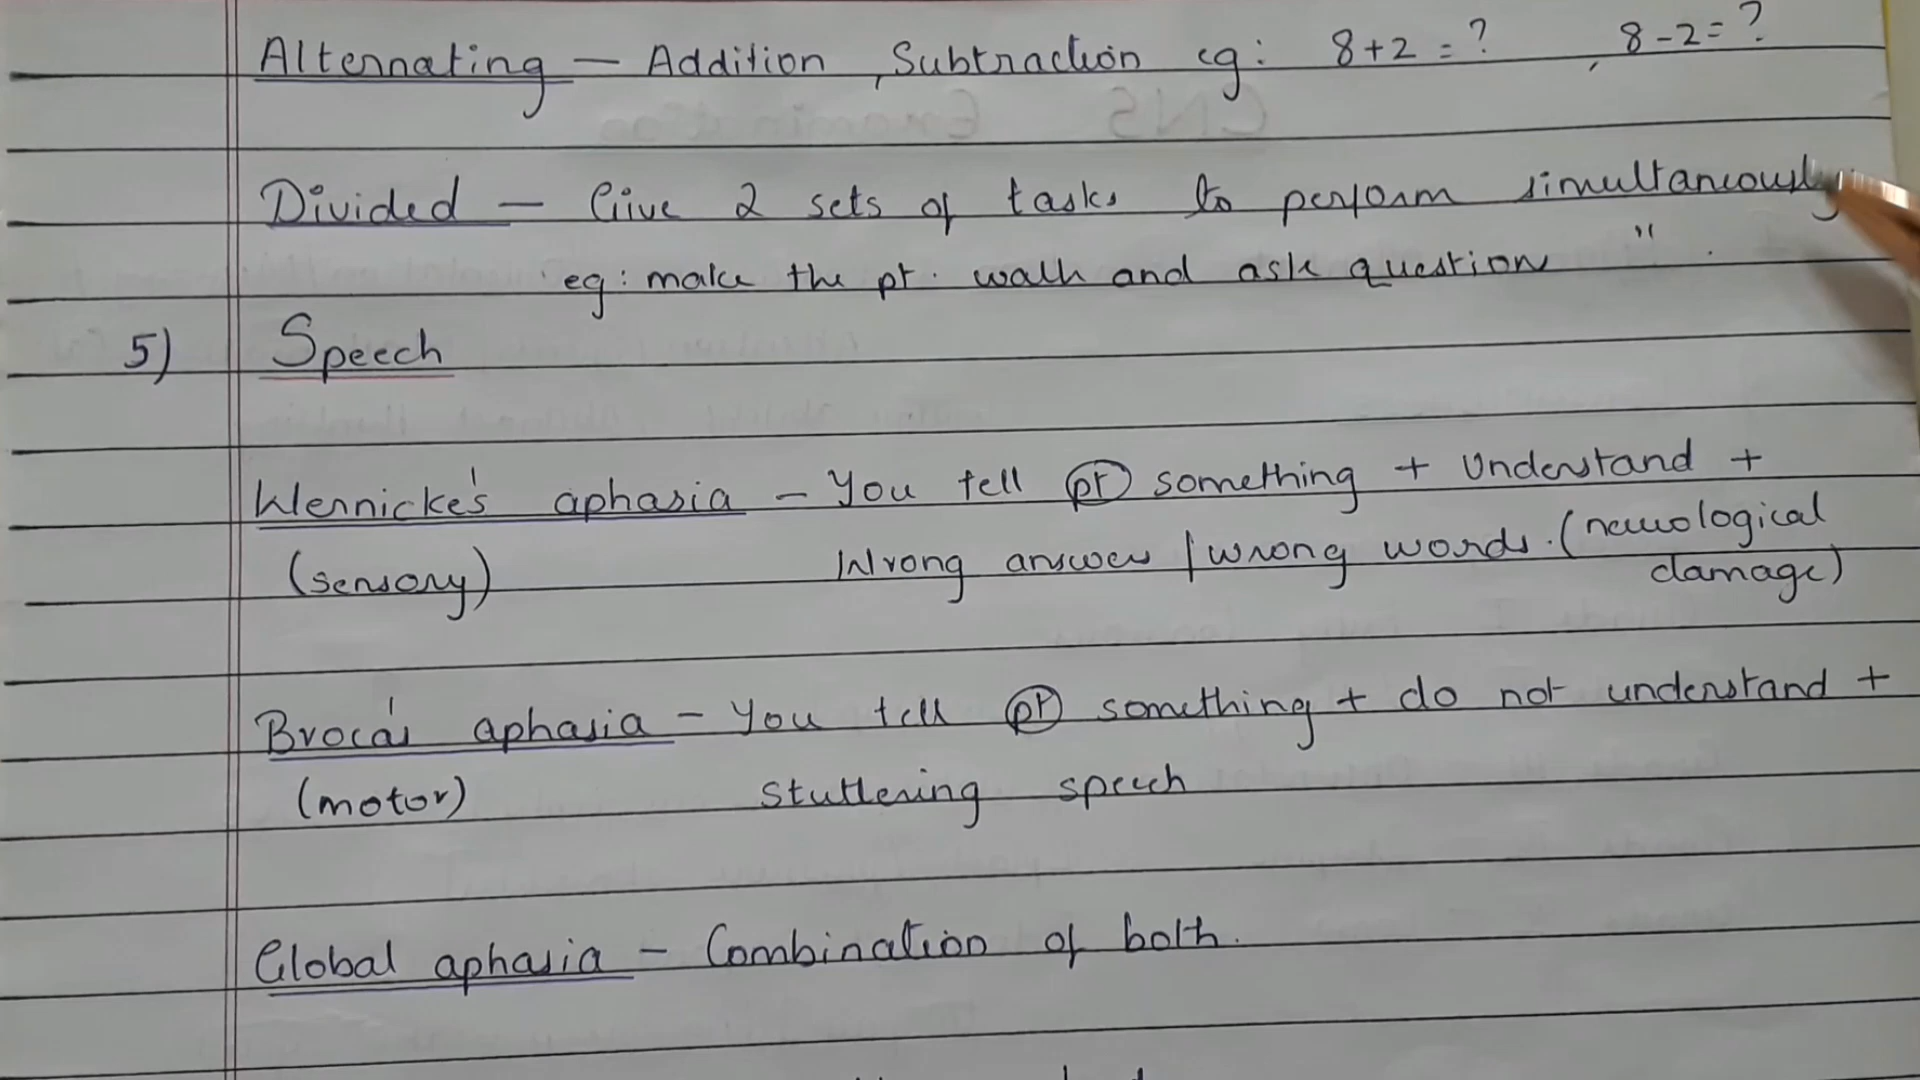 Alternating — Addition, Subtraction eg: 8+2 = ? , 8-2 = ?
Divided — Give 2 sets of tasks to perform simultaneously
eg: make the pt. walk and ask question " .
5) Speech
Wernicke's aphasia — You tell pt something + Understand +
(sensory) Wrong answer / wrong words. (neurological
damage)
Broca's aphasia — You tell pt something + do not understand +
(motor) stuttering speech
Global aphasia — Combination of both.